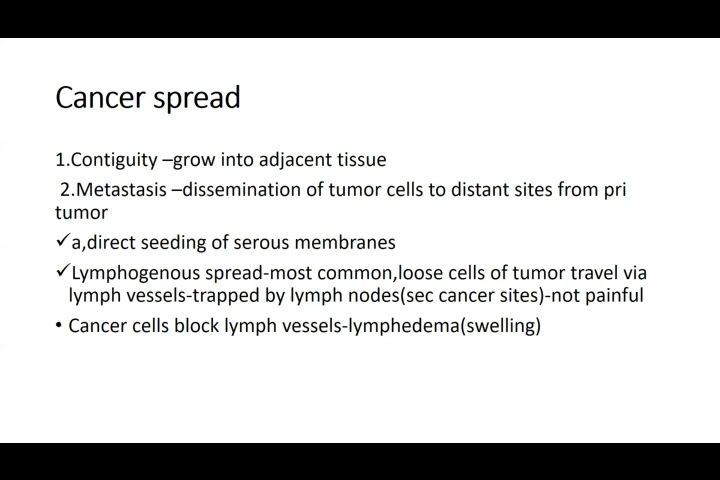 Cancer spread
1.Contiguity –grow into adjacent tissue
2.Metastasis –dissemination of tumor cells to distant sites from pri
tumor
✓a,direct seeding of serous membranes
✓Lymphogenous spread-most common,loose cells of tumor travel via
lymph vessels-trapped by lymph nodes(sec cancer sites)-not painful
• Cancer cells block lymph vessels-lymphedema(swelling)